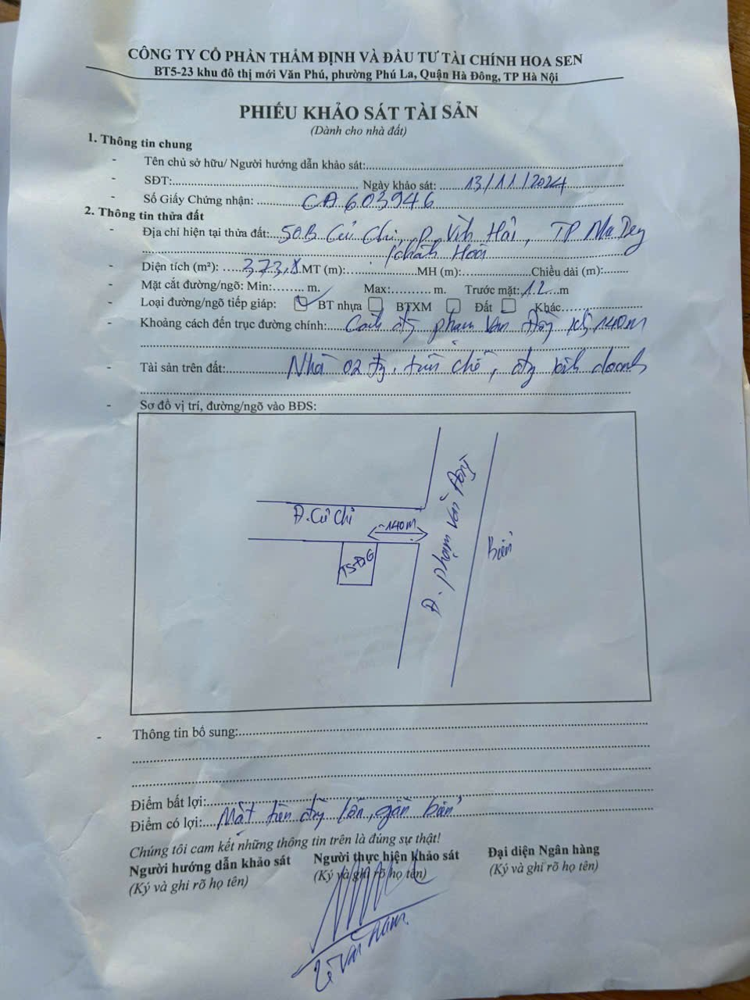 CÔNG TY CỔ PHẦN THẨM ĐỊNH VÀ ĐẦU TƯ TÀI CHÍNH HOA SEN
BT5-23 khu đô thị mới Văn Phú, phường Phú La, Quận Hà Đông, TP Hà Nội
PHIẾU KHẢO SÁT TÀI SẢN
(Dành cho nhà đất)
1. Thông tin chung
- Tên chủ sở hữu/ Người hướng dẫn khảo sát:
- SĐT: Ngày khảo sát: 13/11/2024
- Số Giấy Chứng nhận: CA 603946
2. Thông tin thửa đất
- Địa chỉ hiện tại thửa đất: 50B Củ Chi, P. Vĩnh Hải, TP Nha Trang
Khánh Hòa
- Diện tích (m²): 373,8 MT (m): MH (m): Chiều dài (m):
- Mặt cắt đường/ngõ: Min: m. Max: m. Trước mặt: 12 m
- Loại đường/ngõ tiếp giáp: BT nhựa BTXM Đất Khác
- Khoảng cách đến trục đường chính: Cách đg Phạm Văn Đồng 140m
- Tài sản trên đất: Nhà 02 tg, đg kinh doanh
- Sơ đồ vị trí, đường/ngõ vào BĐS:
Đ. Củ Chi
~140m
TSĐG
Đ. Phạm Văn Đồng
Biển
- Thông tin bổ sung:
Điểm bất lợi:
Điểm có lợi: Mặt tiền đg lớn, gần biển
Chúng tôi cam kết những thông tin trên là đúng sự thật!
Người hướng dẫn khảo sát Người thực hiện khảo sát Đại diện Ngân hàng
(Ký và ghi rõ họ tên) (Ký và ghi rõ họ tên) (Ký và ghi rõ họ tên)
Lê Văn Nam